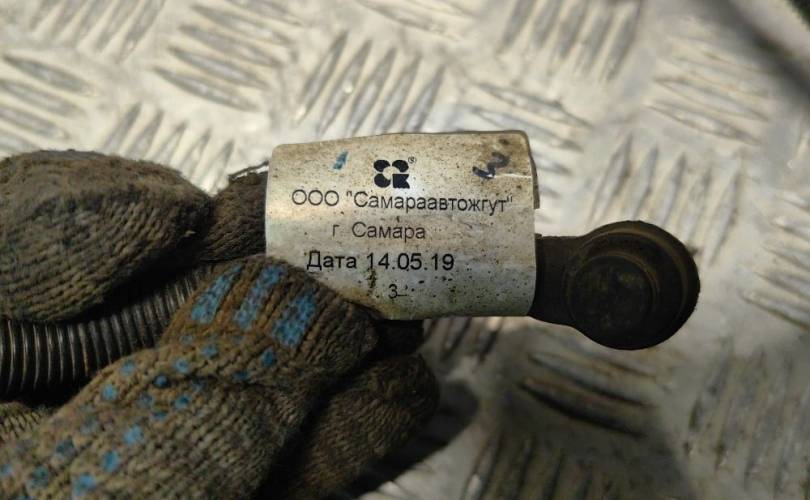 ООО "Самараавтожгут"
г. Самара
Дата 14.05.19
3